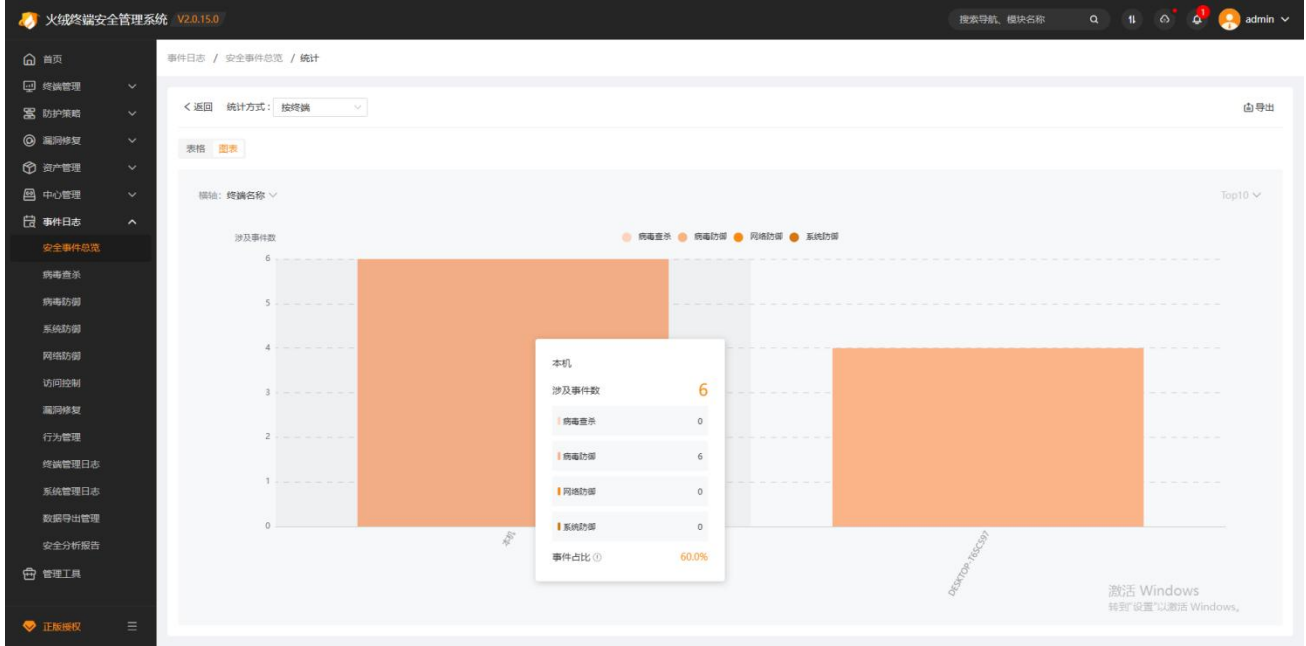 火绒终端安全管理系统 V2.0.15.0 搜索导航、模块名称 1 admin
首页
终端管理
防护策略
漏洞修复
资产管理
中心管理
事件日志
安全事件总览
病毒查杀
病毒防御
系统防御
网络防御
访问控制
漏洞修复
行为管理
终端管理日志
系统管理日志
数据导出管理
安全分析报告
管理工具
正版授权
事件日志 / 安全事件总览 / 统计
返回 统计方式: 按终端 导出
表格 图表
横轴: 终端名称 Top10
涉及事件数 病毒查杀 病毒防御 网络防御 系统防御
6
5
4
3
2
1
0
本机
涉及事件数 6
病毒查杀 0
病毒防御 6
网络防御 0
系统防御 0
事件占比 60.0%
本机
DESKTOP-T6SCS97
激活 Windows
转到"设置"以激活 Windows。